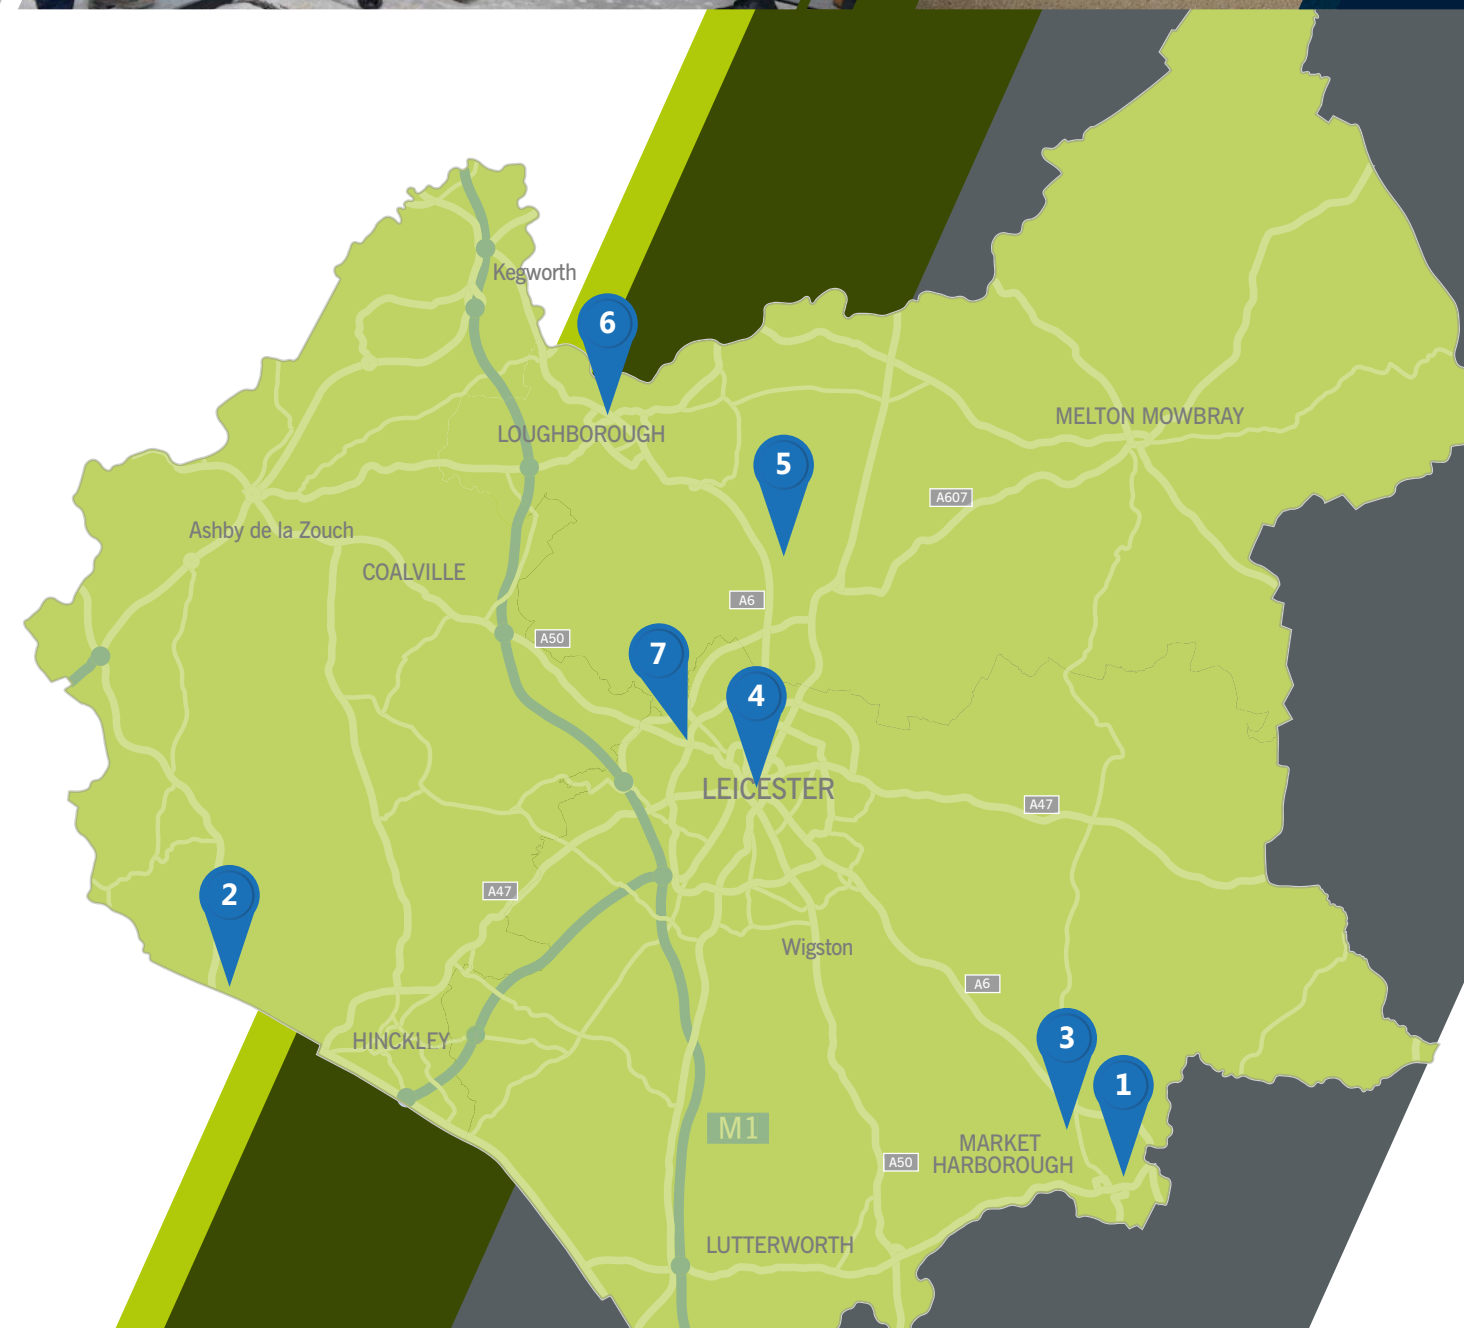 Kegworth
6
LOUGHBOROUGH
MELTON MOWBRAY
5
A607
Ashby de la Zouch
COALVILLE
A6
A50
7
4
LEICESTER
A47
A47
2
Wigston
A6
HINCKLEY
3
1
M1
MARKET
HARBOROUGH
A50
LUTTERWORTH